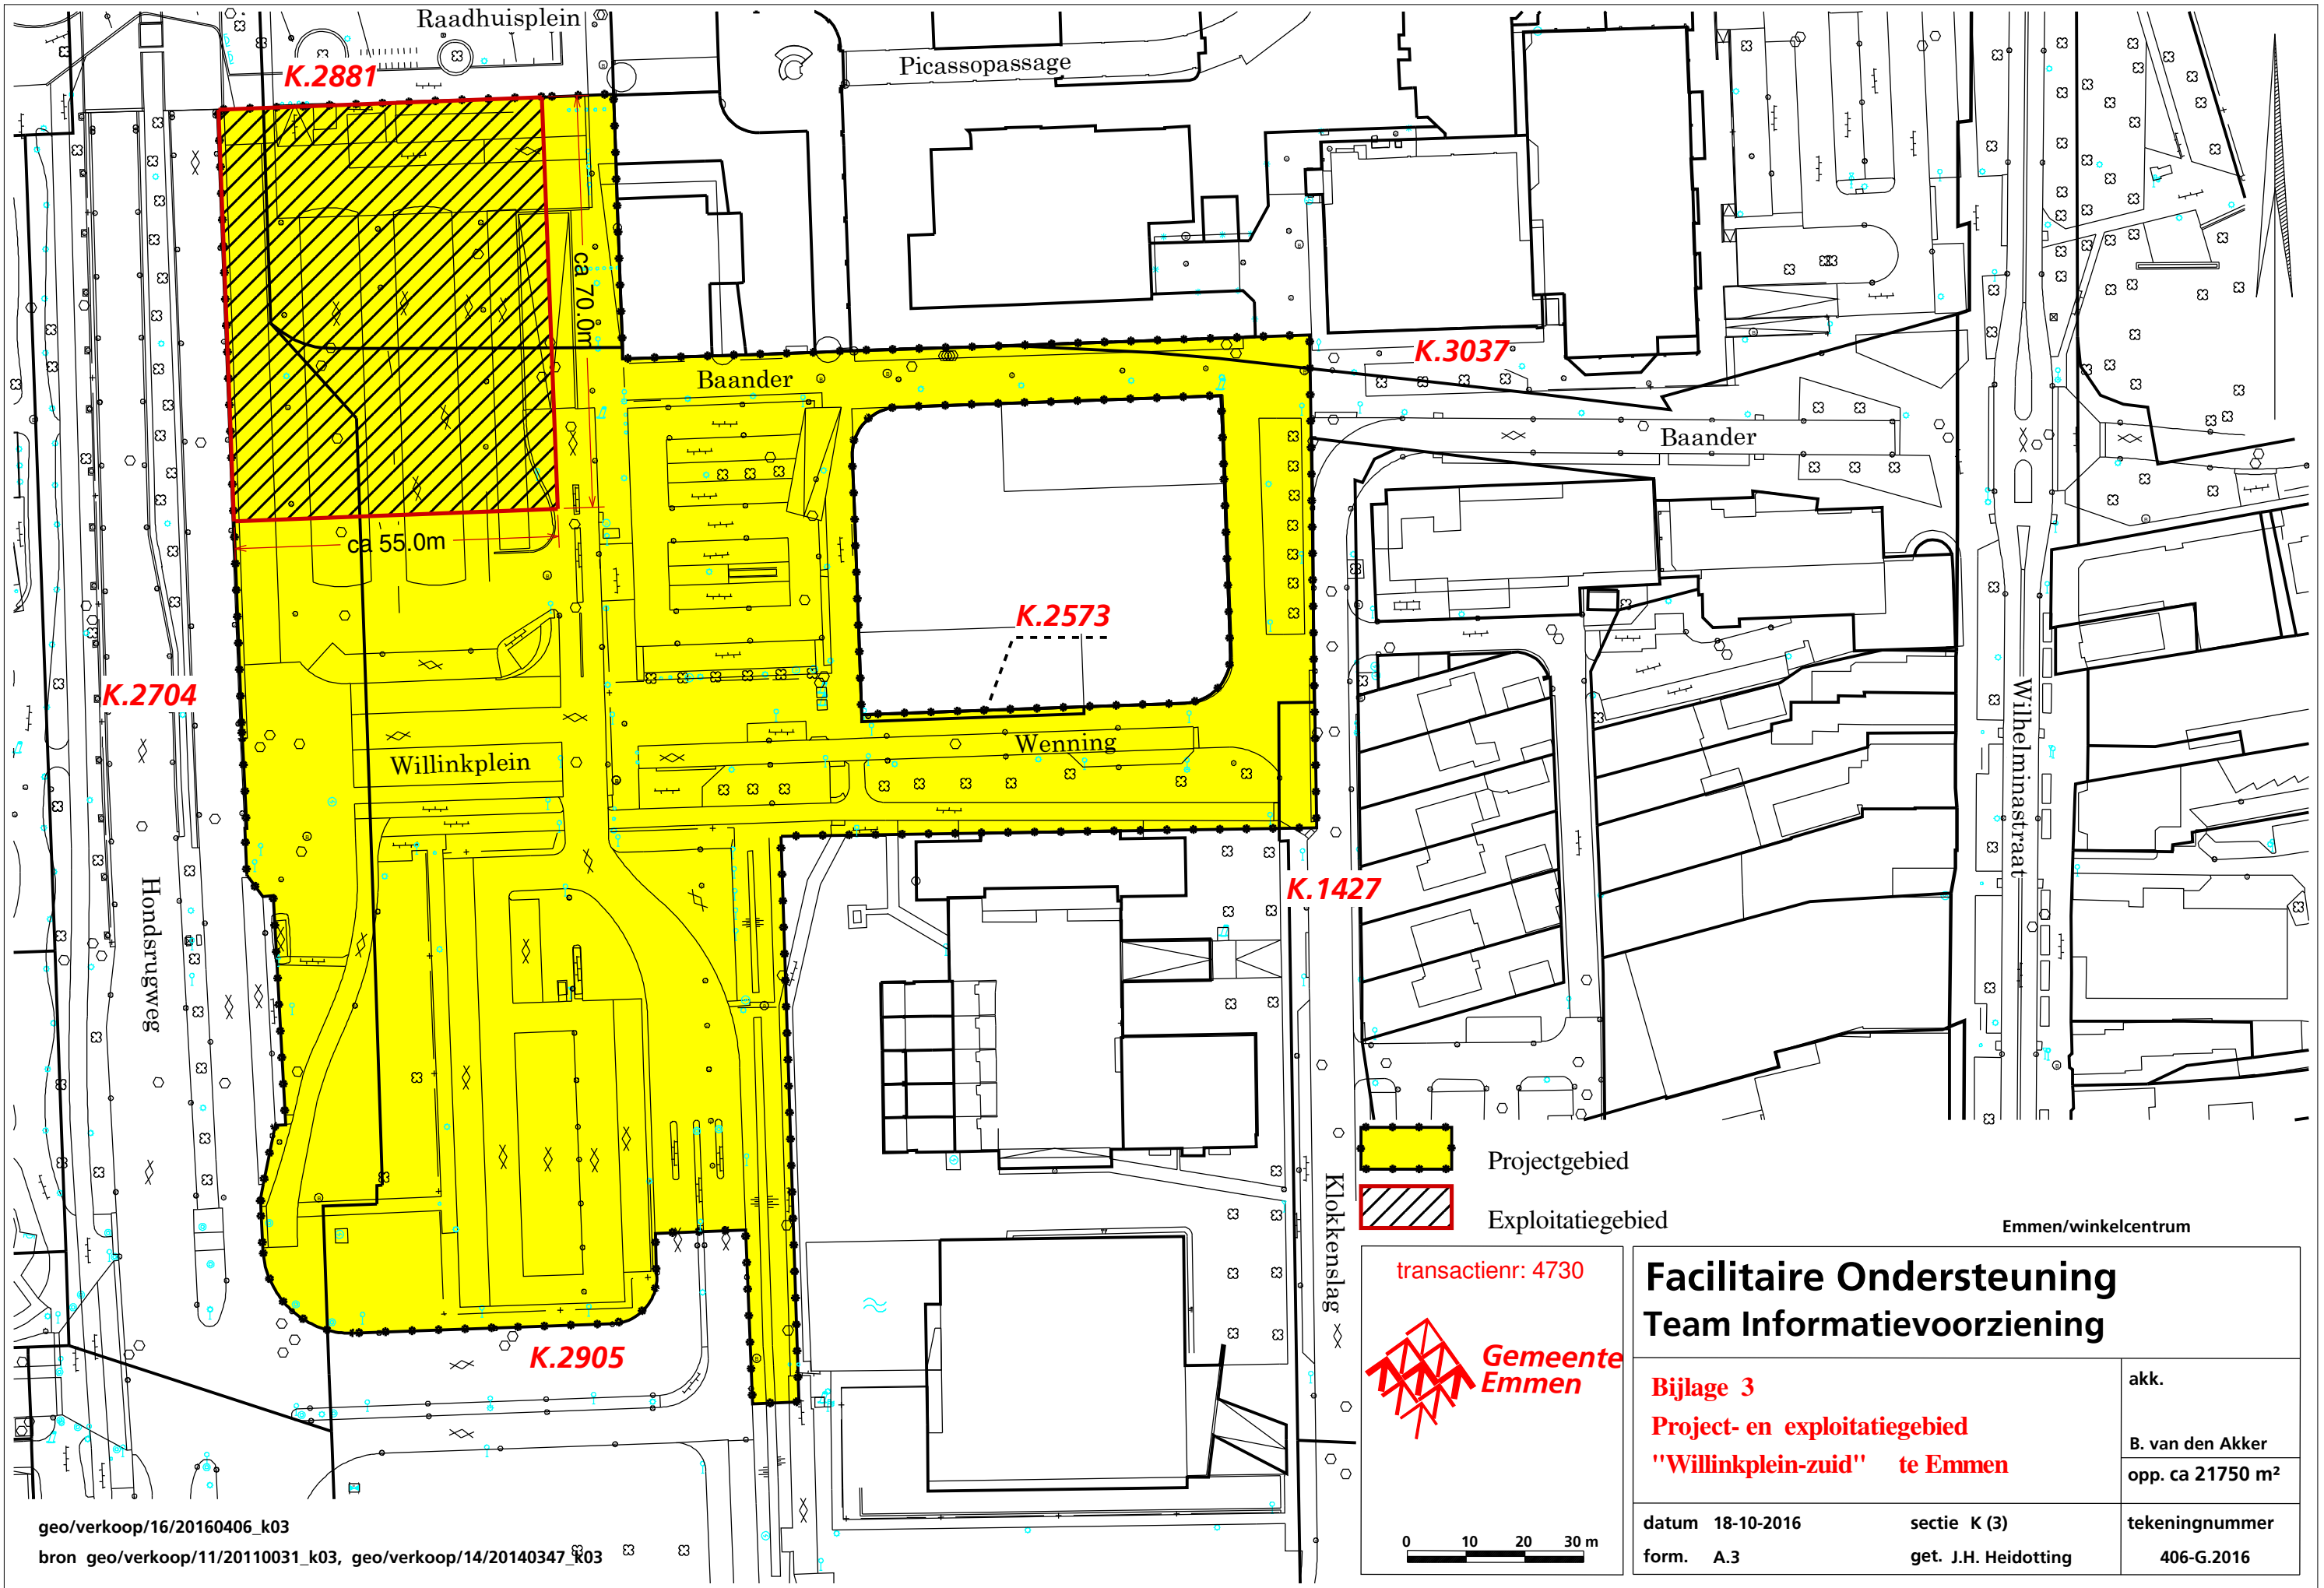 Raadhuisplein
Picassopassage
K.2881
ca 70.0m
K.3037
Baander
Baander
ca 55.0m
K.2573
K.2704
Willinkplein
Wenning
Wilhelminastraat
Hondsrugweg
K.1427
Klokkenslag
K.2905
Projectgebied
Exploitatiegebied
Emmen/winkelcentrum
transactienr: 4730
Gemeente
Emmen
Facilitaire Ondersteuning
Team Informatievoorziening
Bijlage 3
Project- en exploitatiegebied
"Willinkplein-zuid" te Emmen
akk.
B. van den Akker
opp. ca 21750 m²
datum 18-10-2016 sectie K (3)
form. A.3 get. J.H. Heidotting
tekeningnummer
406-G.2016
0 10 20 30 m
geo/verkoop/16/20160406_k03
bron geo/verkoop/11/20110031_k03, geo/verkoop/14/20140347_k03